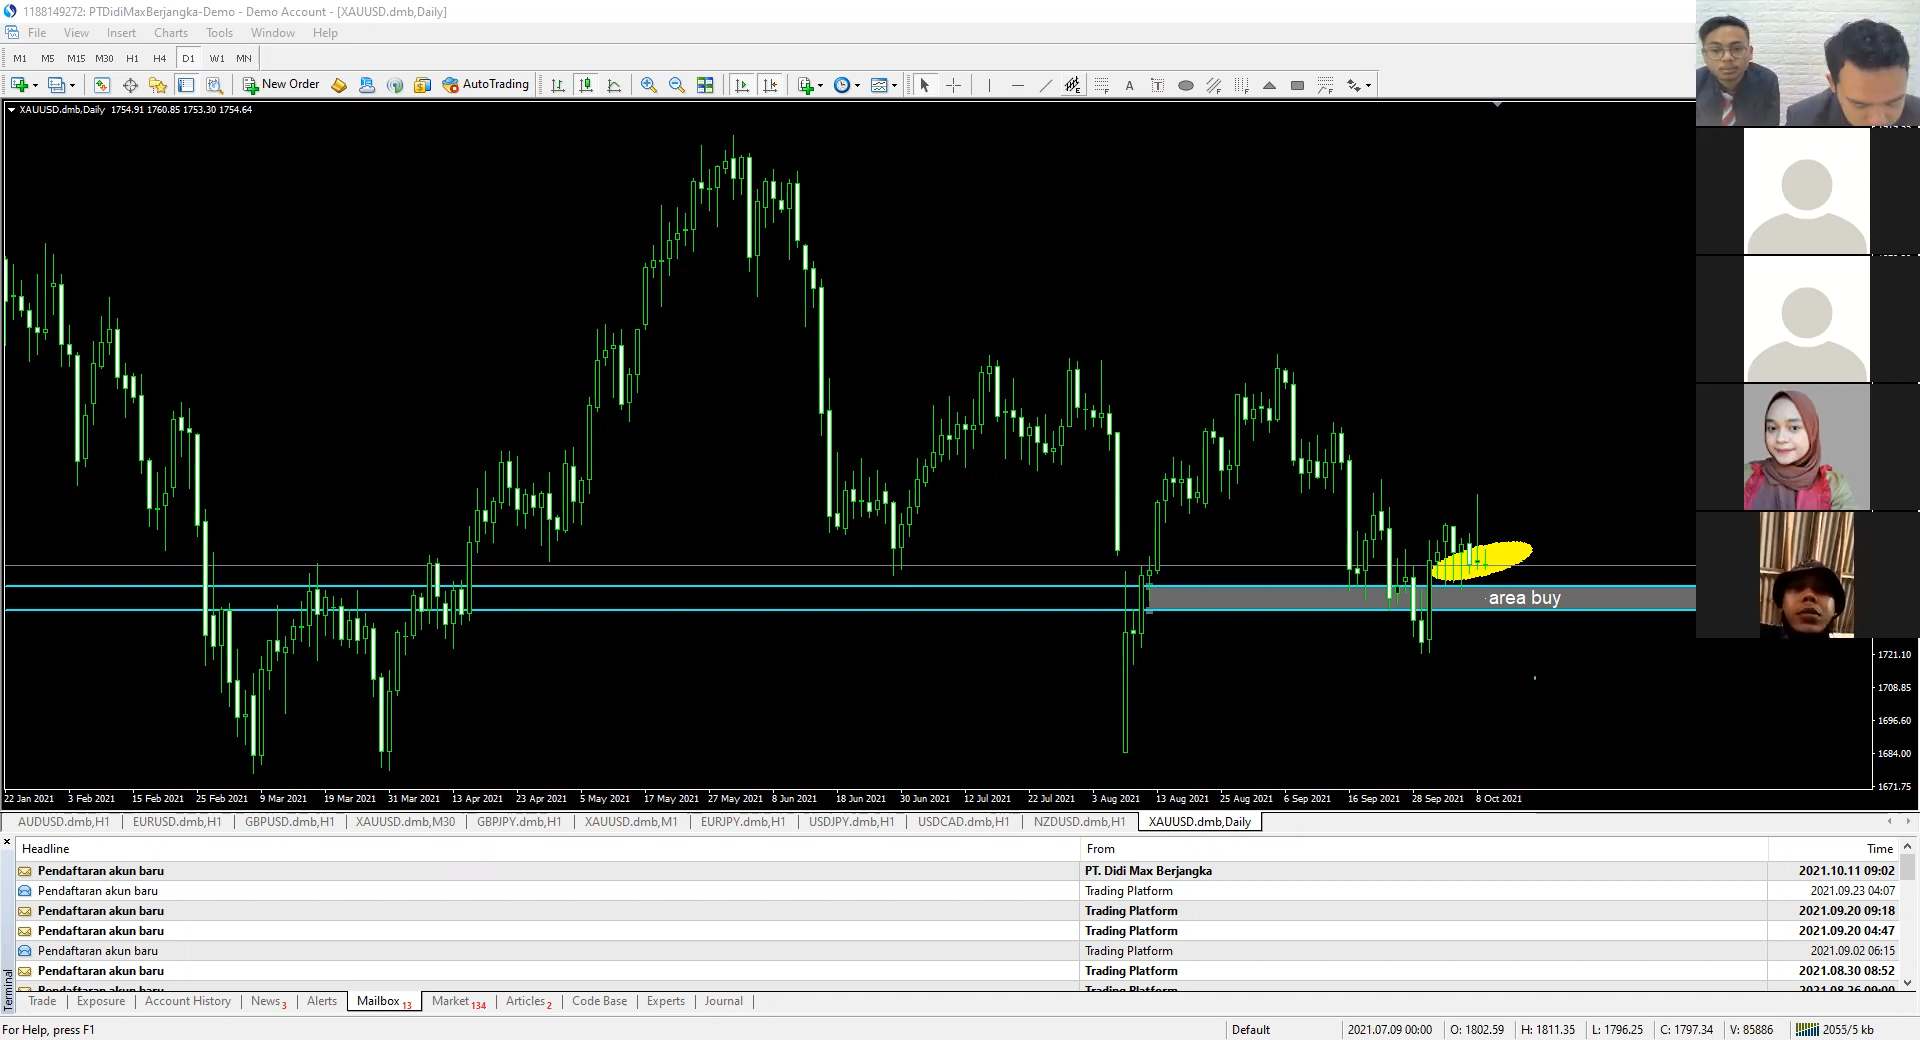 1188149272: PTDidiMaxBerjangka-Demo - Demo Account - [XAUUSD.dmb,Daily]
File View Insert Charts Tools Window Help
M1 M5 M15 M30 H1 H4 D1 W1 MN
New Order AutoTrading
XAUUSD.dmb,Daily 1754.91 1760.85 1753.30 1754.64
area buy
1721.10
1708.85
1696.60
1684.00
1671.75
22 Jan 2021 3 Feb 2021 15 Feb 2021 25 Feb 2021 9 Mar 2021 19 Mar 2021 31 Mar 2021 13 Apr 2021 23 Apr 2021 5 May 2021 17 May 2021 27 May 2021 8 Jun 2021 18 Jun 2021 30 Jun 2021 12 Jul 2021 22 Jul 2021 3 Aug 2021 13 Aug 2021 25 Aug 2021 6 Sep 2021 16 Sep 2021 28 Sep 2021 8 Oct 2021
AUDUSD.dmb,H1 EURUSD.dmb,H1 GBPUSD.dmb,H1 XAUUSD.dmb,M30 GBPJPY.dmb,H1 XAUUSD.dmb,M1 EURJPY.dmb,H1 USDJPY.dmb,H1 USDCAD.dmb,H1 NZDUSD.dmb,H1 XAUUSD.dmb,Daily
Headline From Time
Pendaftaran akun baru PT. Didi Max Berjangka 2021.10.11 09:02
Pendaftaran akun baru Trading Platform 2021.09.23 04:07
Pendaftaran akun baru Trading Platform 2021.09.20 09:18
Pendaftaran akun baru Trading Platform 2021.09.20 04:47
Pendaftaran akun baru Trading Platform 2021.09.02 06:15
Pendaftaran akun baru Trading Platform 2021.08.30 08:52
Pendaftaran akun baru Trading Platform 2021.08.26 09:00
Terminal
Trade Exposure Account History News 3 Alerts Mailbox 13 Market 134 Articles 2 Code Base Experts Journal
For Help, press F1 Default 2021.07.09 00:00 O: 1802.59 H: 1811.35 L: 1796.25 C: 1797.34 V: 85886 2055/5 kb